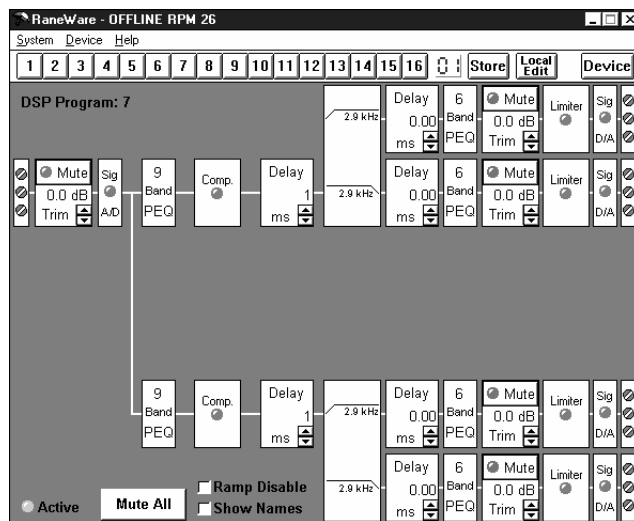 RaneWare - OFFLINE RPM 26
System Device Help
1 2 3 4 5 6 7 8 9 10 11 12 13 14 15 16 01 Store Local Edit Device
DSP Program: 7
2.9 kHz
Delay
0.00
ms
6
Band
PEQ
Mute
0.0 dB
Trim
Limiter
Sig
D/A
Mute
0.0 dB
Trim
Sig
A/D
9
Band
PEQ
Comp.
Delay
1
ms
2.9 kHz
Delay
0.00
ms
6
Band
PEQ
Mute
0.0 dB
Trim
Limiter
Sig
D/A
9
Band
PEQ
Comp.
Delay
1
ms
2.9 kHz
Delay
0.00
ms
6
Band
PEQ
Mute
0.0 dB
Trim
Limiter
Sig
D/A
2.9 kHz
Delay
0.00
ms
6
Band
PEQ
Mute
0.0 dB
Trim
Limiter
Sig
D/A
Active
Mute All
Ramp Disable
Show Names